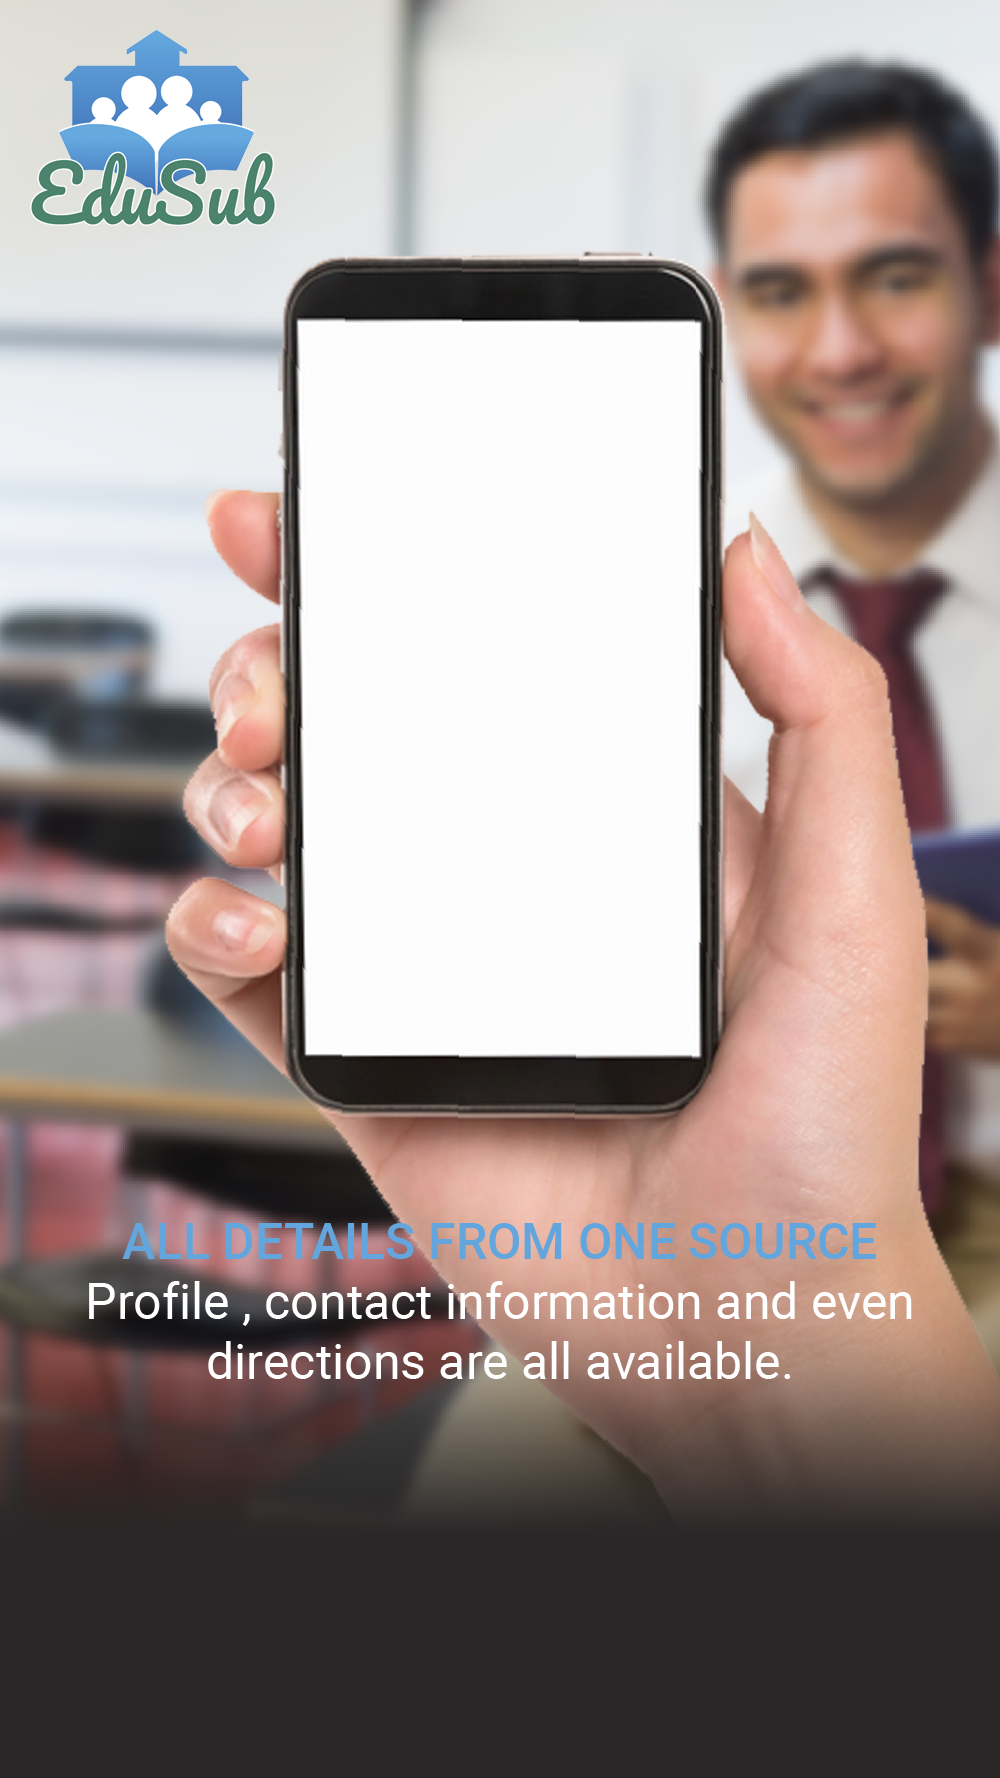 EduSub
ALL DETAILS FROM ONE SOURCE
Profile , contact information and even
directions are all available.